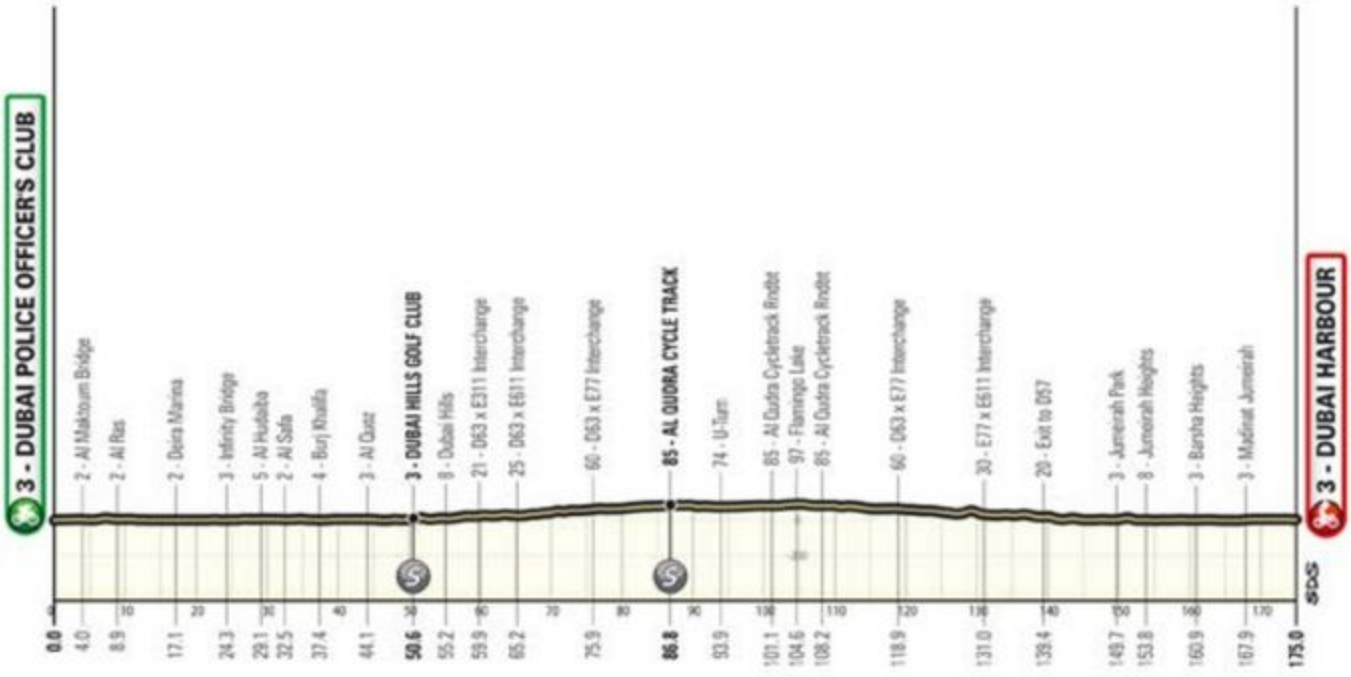 3 - DUBAI POLICE OFFICER'S CLUB
2 - Al Maktoum Bridge
2 - Al Ras
2 - Deira Marina
3 - Infinity Bridge
5 - Al Hudaiba
2 - Al Safa
4 - Burj Khalifa
3 - Al Quoz
3 - DUBAI HILLS GOLF CLUB
8 - Dubai Hills
21 - D63 x E311 Interchange
25 - D63 x E611 Interchange
60 - D63 x E77 Interchange
85 - AL QUDRA CYCLE TRACK
74 - U-Turn
85 - Al Qudra Cycletrack Rndbt
97 - Flamingo Lake
85 - Al Qudra Cycletrack Rndbt
60 - D63 x E77 Interchange
30 - E77 x E611 Interchange
20 - Exit to D57
3 - Jumeirah Park
8 - Jumeirah Heights
3 - Barsha Heights
3 - Madinat Jumeirah
3 - DUBAI HARBOUR
S
S
SDS
0 10 20 30 40 50 60 70 80 90 100 110 120 130 140 150 160 170
0.0
4.0
8.9
17.1
24.3
29.1
32.5
37.4
44.1
50.6
55.2
59.9
65.2
75.9
86.8
93.9
101.1
104.6
108.2
118.9
131.0
139.4
149.7
153.8
160.9
167.9
175.0